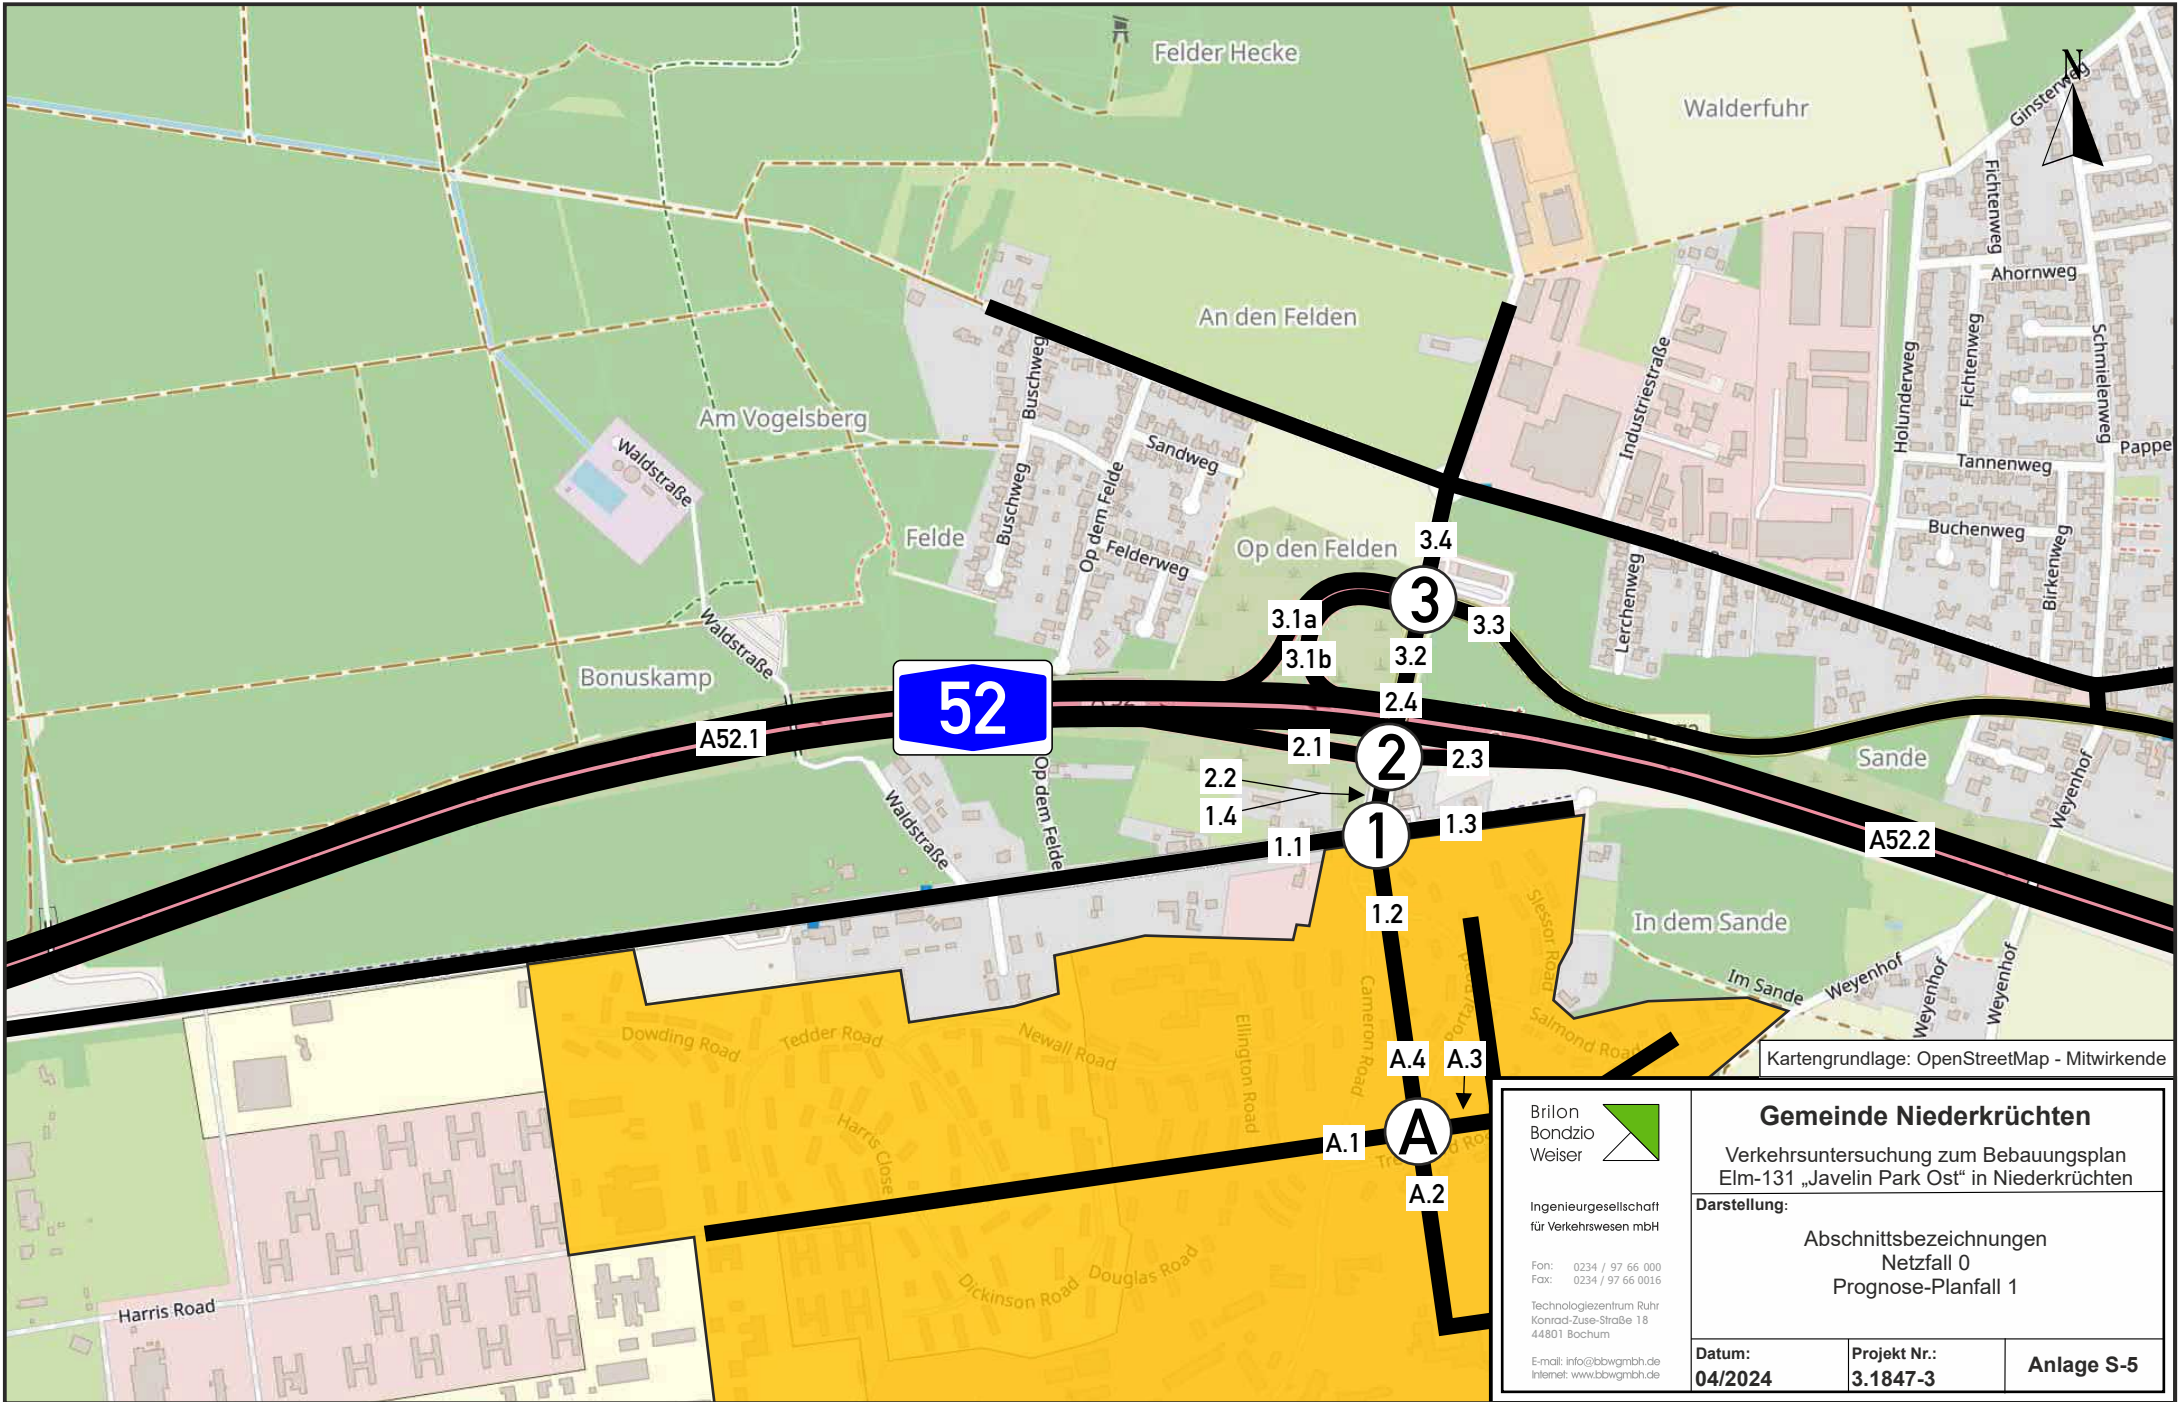 Felder Hecke
Walderfuhr
N
Ginsterweg
Fichtenweg
Ahornweg
An den Felden
Buschweg
Industriestraße
Holunderweg
Fichtenweg
Schmielenweg
Am Vogelsberg
Waldstraße
Sandweg
Tannenweg
Pappe
Felde
Buschweg
Op dem Felde
Felderweg
Op den Felden
3.4
Buchenweg
Birkenweg
Lerchenweg
3
3.1a
3.3
3.1b
3.2
Waldstraße
Bonuskamp
52
2.4
A52.1
2.1
2
2.3
Sande
2.2
1.4
Op dem Felde
Waldstraße
1.1
1
1.3
A52.2
Weyenhof
1.2
Slessor Road
In dem Sande
Im Sande
Weyenhof
Weyenhof
Weyenhof
Dowding Road
Tedder Road
Newall Road
Ellington Road
Cameron Road
Portal
Salmond Road
A.4
A.3
Kartengrundlage: OpenStreetMap - Mitwirkende
Harris Close
A.1
A
A.2
Dickinson Road
Douglas Road
Harris Road
Brilon
Bondzio
Weiser
Ingenieurgesellschaft
für Verkehrswesen mbH
Fon: 0234 / 97 66 000
Fax: 0234 / 97 66 0016
Technologiezentrum Ruhr
Konrad-Zuse-Straße 18
44801 Bochum
E-mail: info@bbwgmbh.de
Internet: www.bbwgmbh.de
Gemeinde Niederkrüchten
Verkehrsuntersuchung zum Bebauungsplan
Elm-131 „Javelin Park Ost“ in Niederkrüchten
Darstellung:
Abschnittsbezeichnungen
Netzfall 0
Prognose-Planfall 1
Datum:
04/2024
Projekt Nr.:
3.1847-3
Anlage S-5